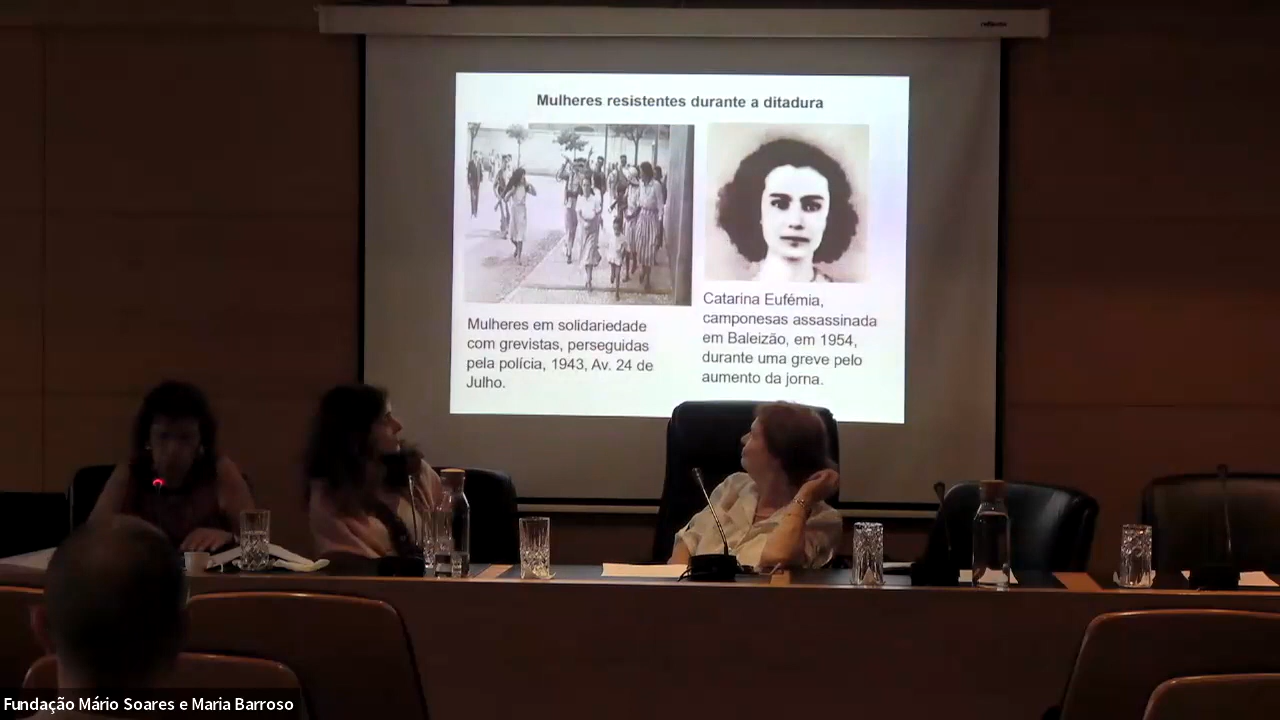 Mulheres resistentes durante a ditadura
Mulheres em solidariedade
com grevistas, perseguidas
pela polícia, 1943, Av. 24 de
Julho.
Catarina Eufémia,
camponesas assassinada
em Baleizão, em 1954,
durante uma greve pelo
aumento da jorna.
Fundação Mário Soares e Maria Barroso